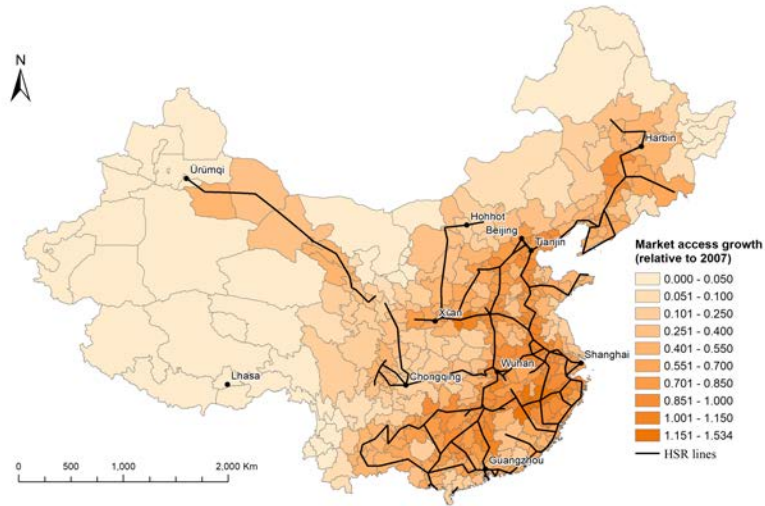 N
Harbin
Ürümqi
Hohhot
Beijing
Tianjin
Market access growth
(relative to 2007)
0.000 - 0.050
0.051 - 0.100
0.101 - 0.250
0.251 - 0.400
0.401 - 0.550
0.551 - 0.700
0.701 - 0.850
0.851 - 1.000
1.001 - 1.150
1.151 - 1.534
HSR lines
Xi'an
Shanghai
Wuhan
Lhasa
Chongqing
Guangzhou
0 500 1,000 2,000 Km